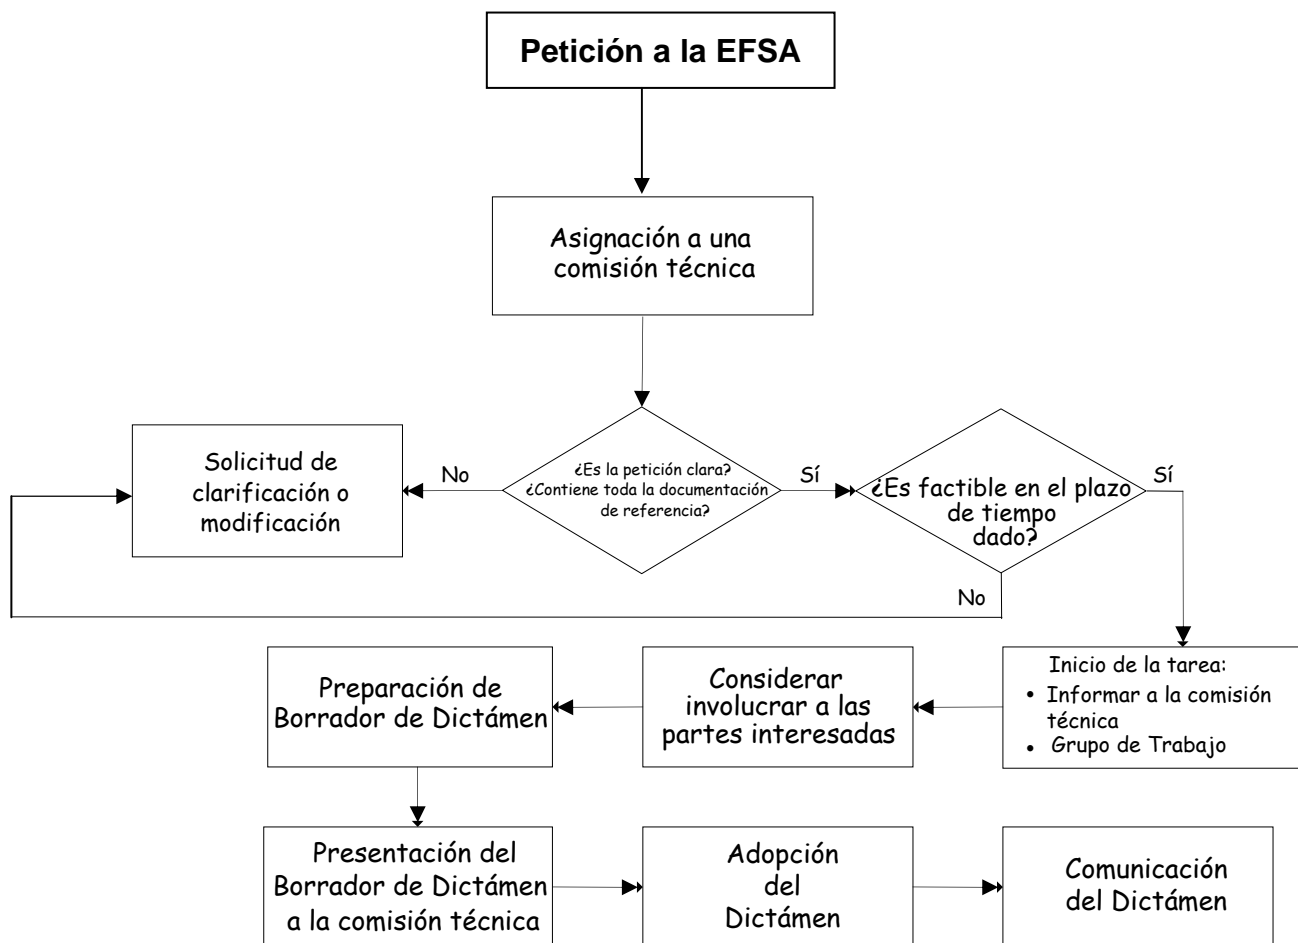 Petición a la EFSA
Asignación a una
comisión técnica
Solicitud de
clarificación o
modificación
No
¿Es la petición clara?
¿Contiene toda la documentación
de referencia?
Sí
¿Es factible en el plazo
de tiempo
dado?
Sí
No
Preparación de
Borrador de Dictámen
Considerar
involucrar a las
partes interesadas
Inicio de la tarea:
• Informar a la comisión
técnica
• Grupo de Trabajo
Presentación del
Borrador de Dictámen
a la comisión técnica
Adopción
del
Dictámen
Comunicación
del Dictámen